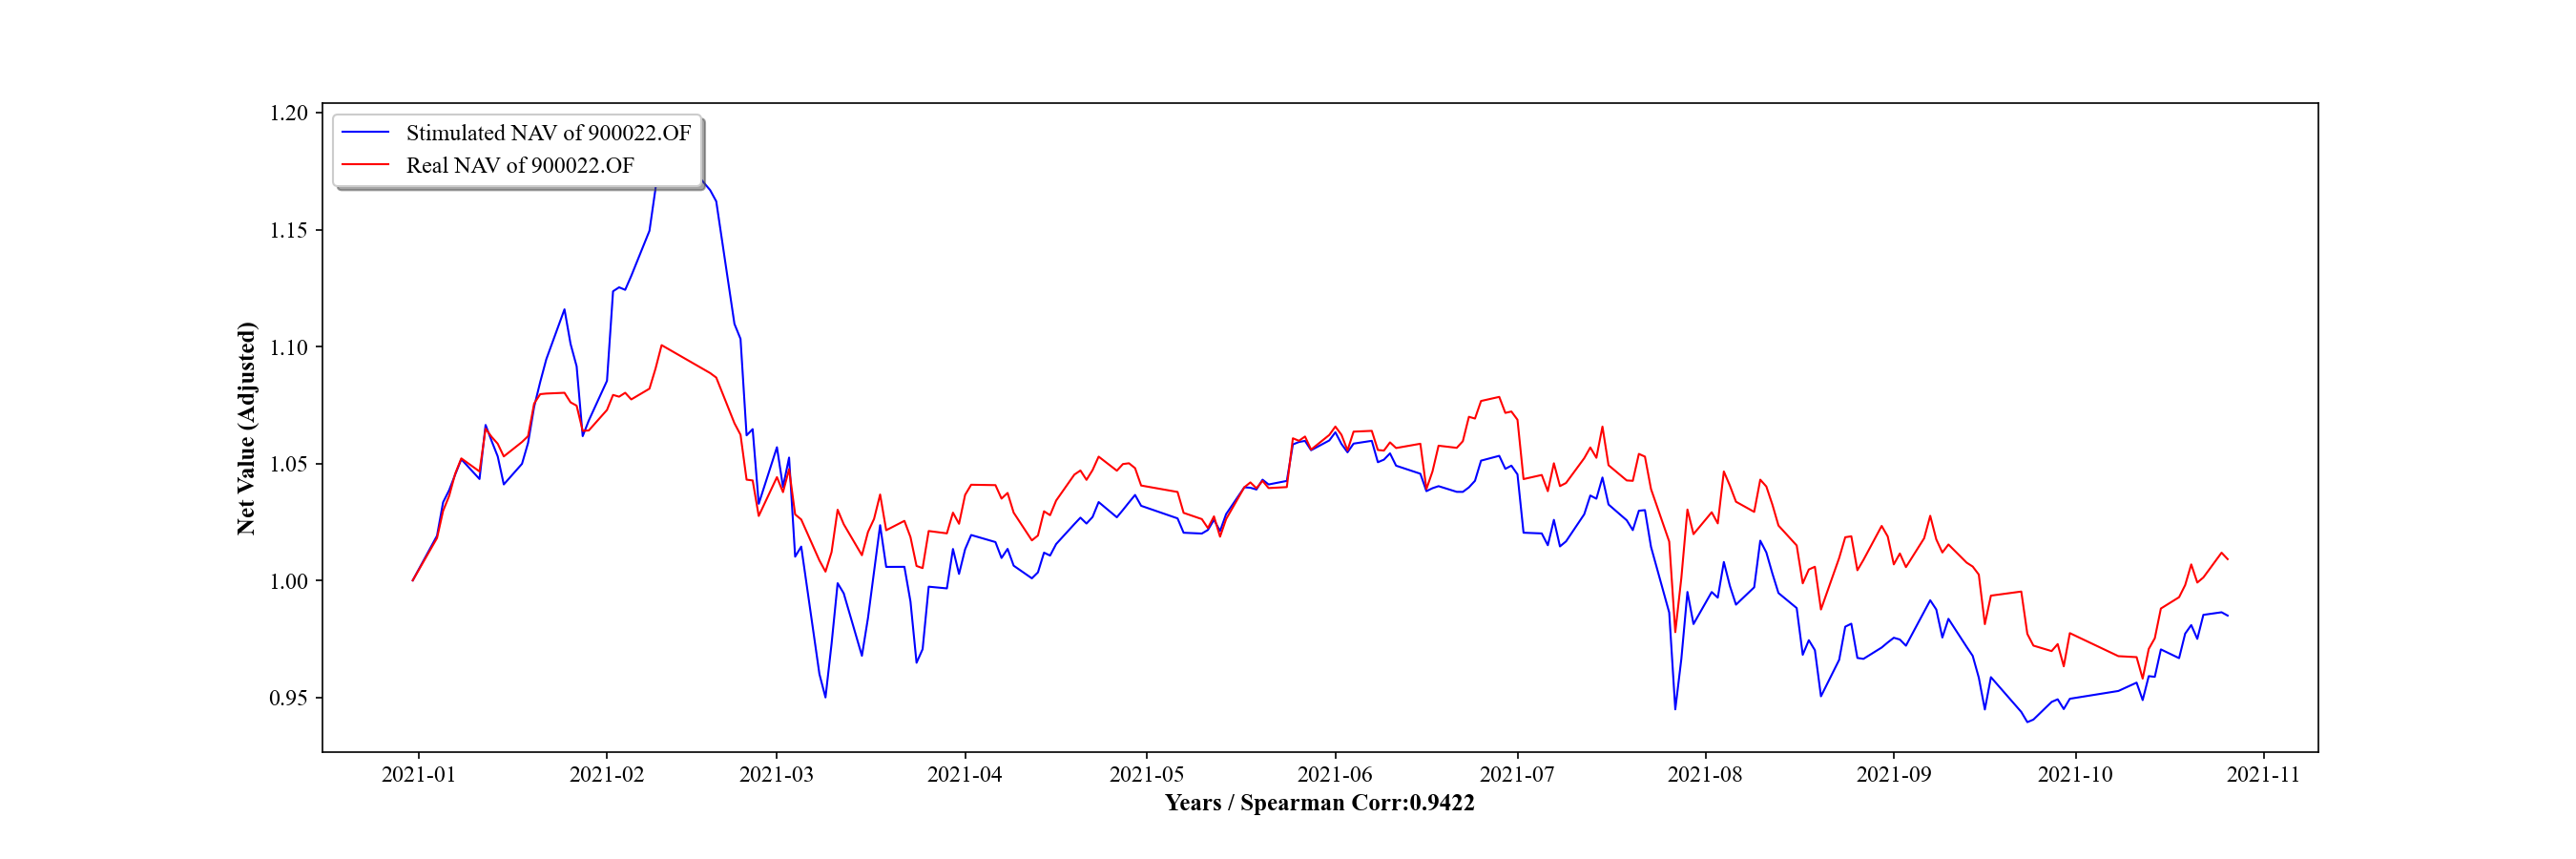 1.20
1.15
1.10
1.05
1.00
0.95
Net Value (Adjusted)
Stimulated NAV of 900022.OF
Real NAV of 900022.OF
2021-01 2021-02 2021-03 2021-04 2021-05 2021-06 2021-07 2021-08 2021-09 2021-10 2021-11
Years / Spearman Corr:0.9422